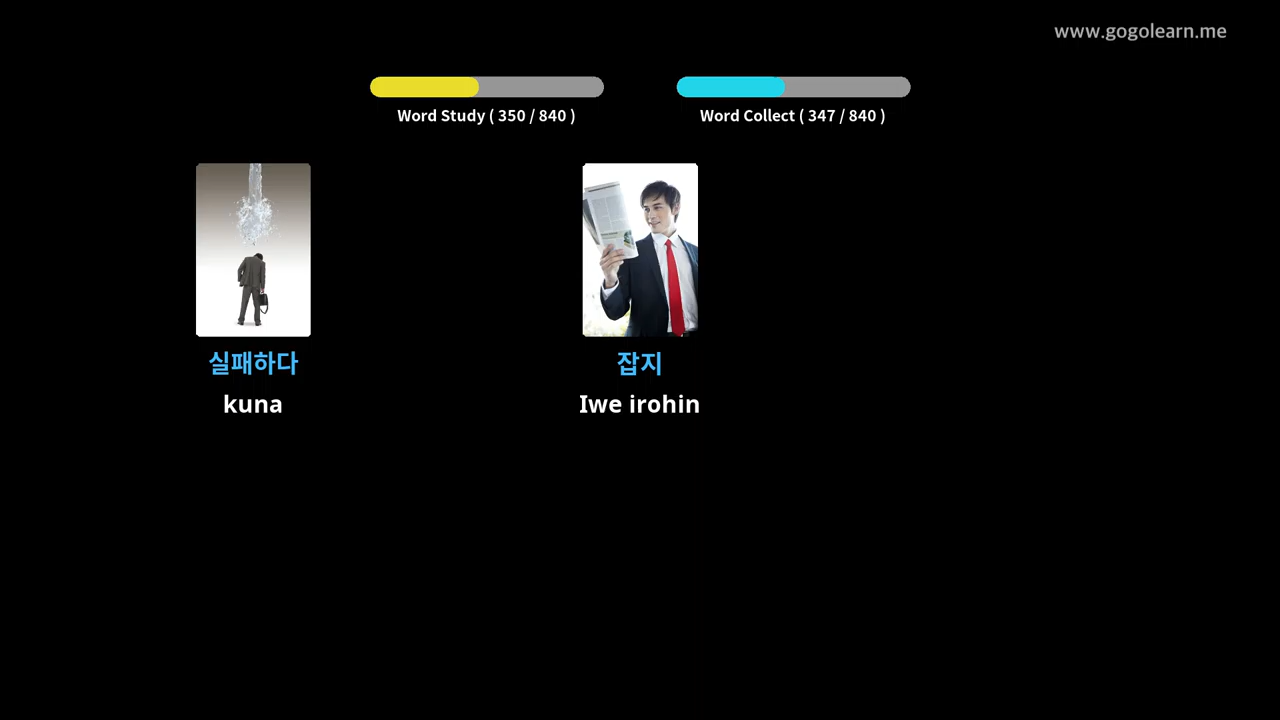 www.gogolearn.me
Word Study ( 350 / 840 )
Word Collect ( 347 / 840 )
실패하다
kuna
잡지
Iwe irohin